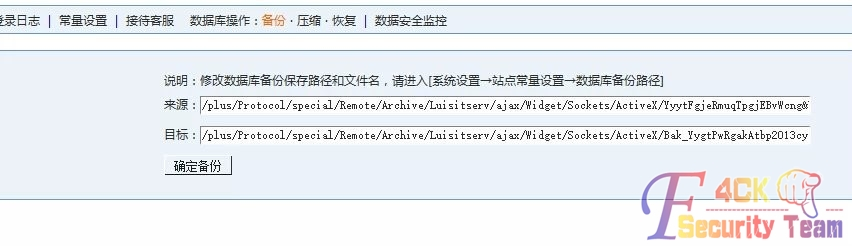 登录日志 | 常量设置 | 接待客服 数据库操作：备份·压缩·恢复 | 数据安全监控
说明：修改数据库备份保存路径和文件名，请进入[系统设置→站点常量设置→数据库备份路径]
来源：/plus/Protocol/special/Remote/Archive/Luisitserv/ajax/Widget/Sockets/ActiveX/YyytFgjeRmuqTpgjEBvWcng%
目标：/plus/Protocol/special/Remote/Archive/Luisitserv/ajax/Widget/Sockets/ActiveX/Bak_YygtPwRgakAtbp2013cy
确定备份
F4CK
Security Team